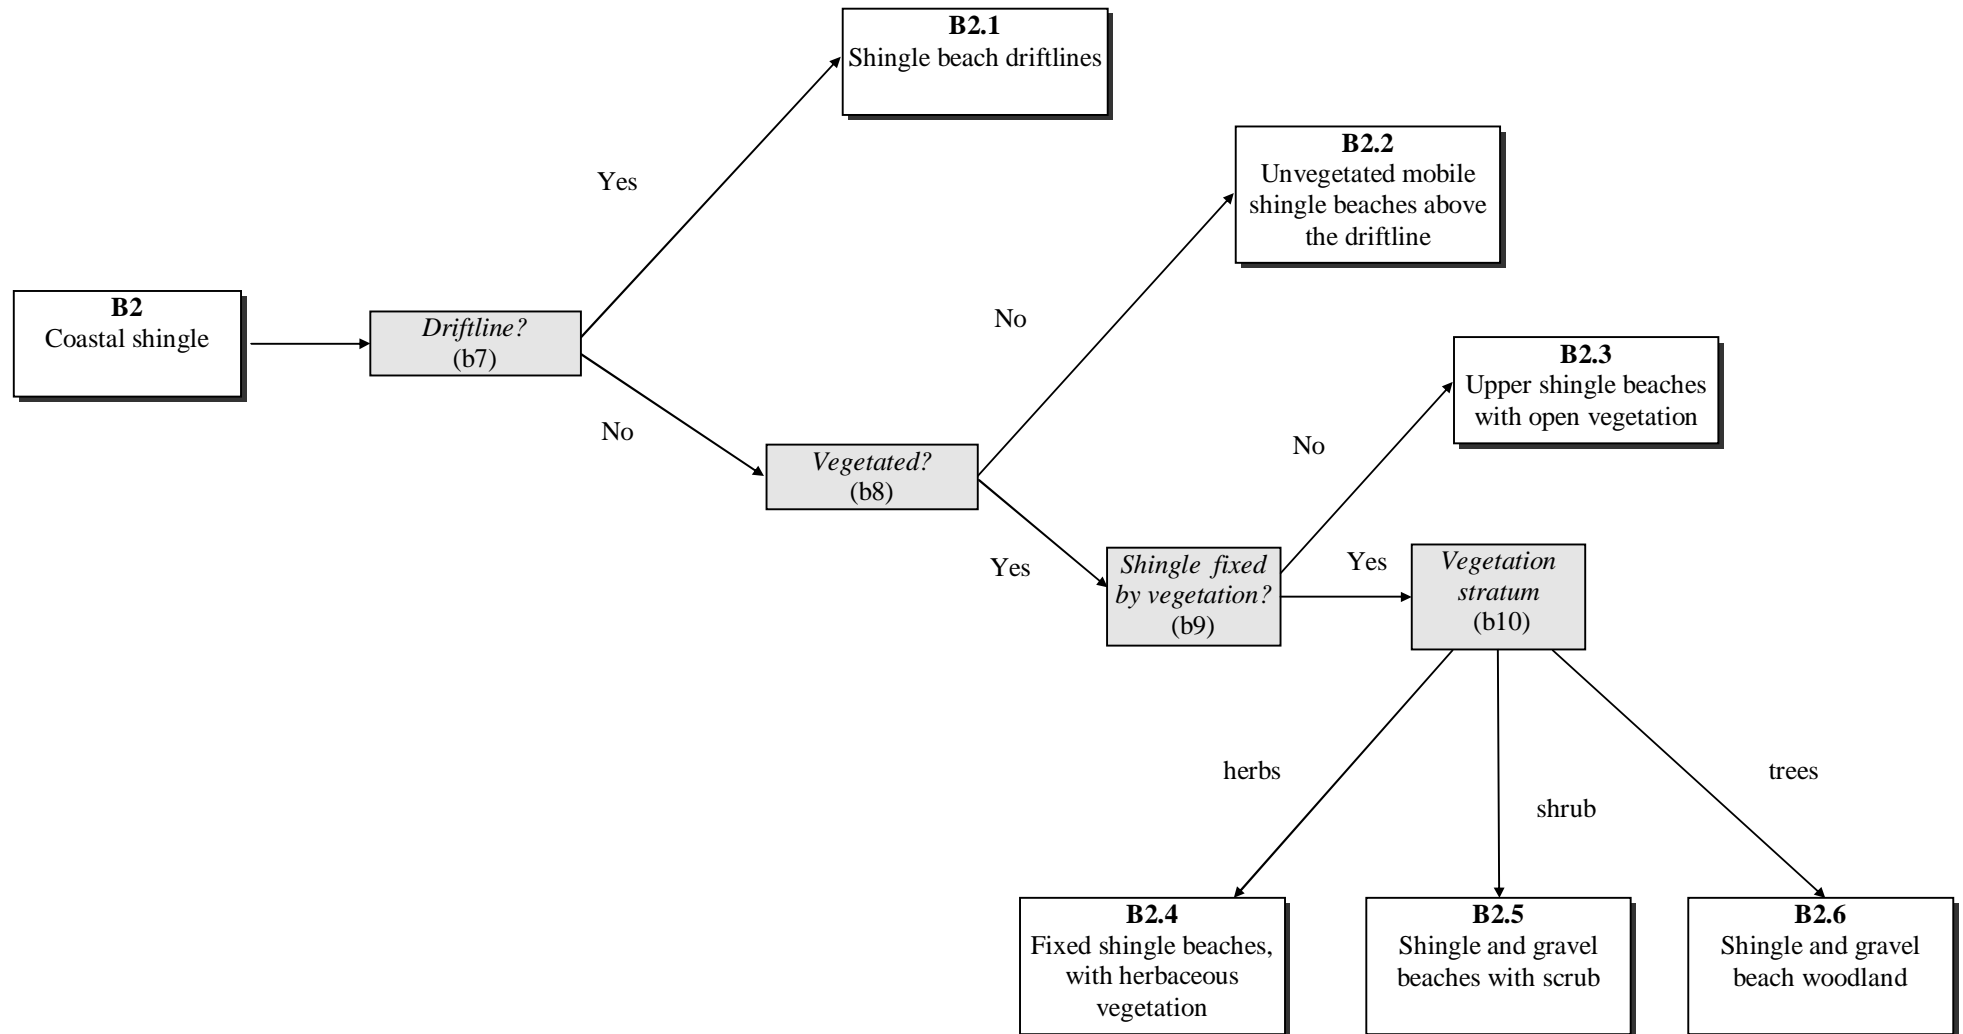 B2.1
Shingle beach driftlines
B2.2
Unvegetated mobile
shingle beaches above
the driftline
Yes
B2
Coastal shingle
Driftline?
(b7)
No
B2.3
Upper shingle beaches
with open vegetation
No
Vegetated?
(b8)
No
Yes
Shingle fixed
by vegetation?
(b9)
Yes
Vegetation
stratum
(b10)
herbs
shrub
trees
B2.4
Fixed shingle beaches,
with herbaceous
vegetation
B2.5
Shingle and gravel
beaches with scrub
B2.6
Shingle and gravel
beach woodland